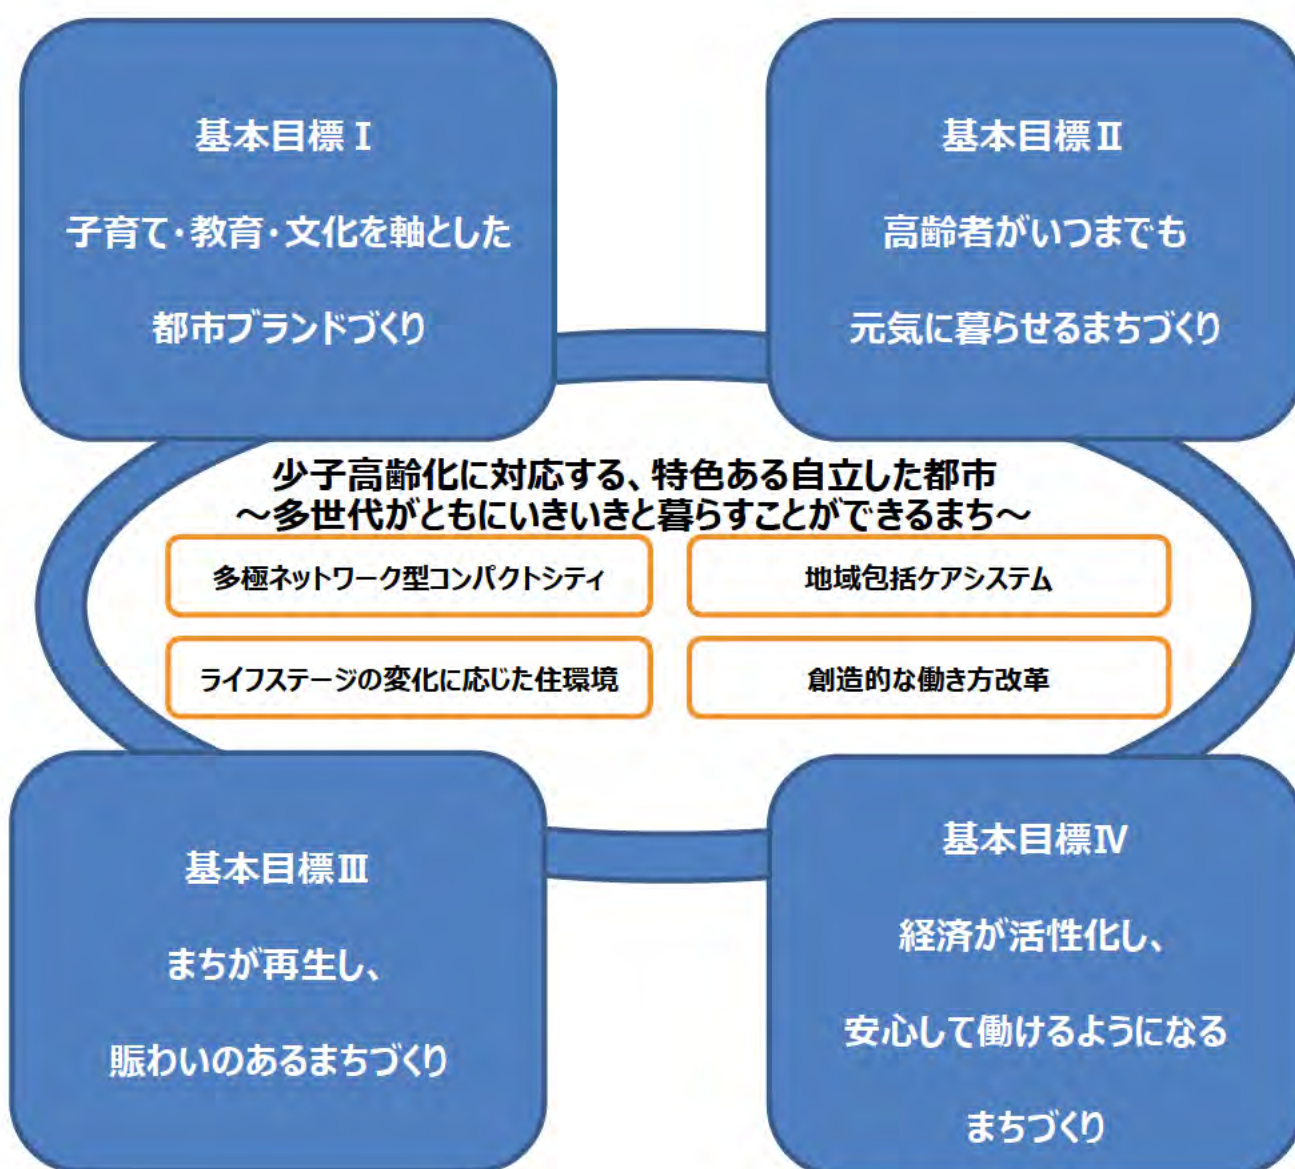 基本目標Ⅰ
子育て・教育・文化を軸とした
都市ブランドづくり
基本目標Ⅱ
高齢者がいつまでも
元気に暮らせるまちづくり
少子高齢化に対応する、特色ある自立した都市
～多世代がともにいきいきと暮らすことができるまち～
多極ネットワーク型コンパクトシティ
地域包括ケアシステム
ライフステージの変化に応じた住環境
創造的な働き方改革
基本目標Ⅲ
まちが再生し、
賑わいのあるまちづくり
基本目標Ⅳ
経済が活性化し、
安心して働けるようになる
まちづくり